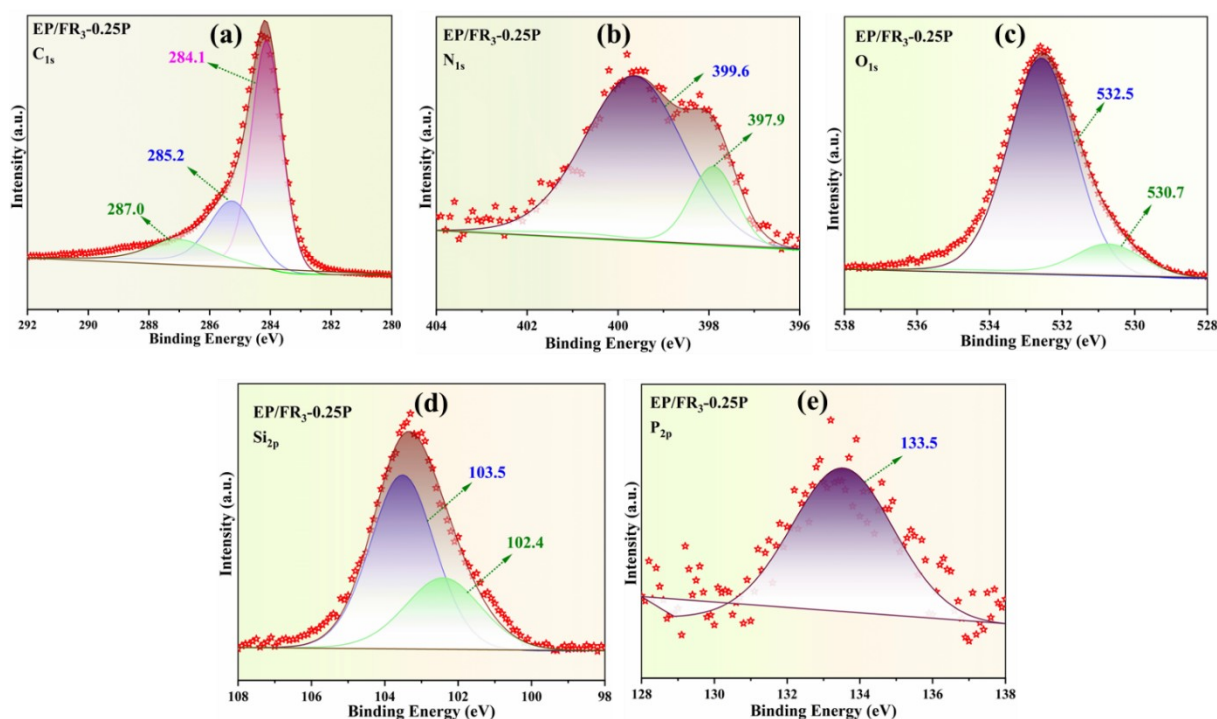 EP/FR₃-0.25P
(a)
C₁ₛ
284.1
285.2
287.0
Intensity (a.u.)
292 290 288 286 284 282 280
Binding Energy (eV)
EP/FR₃-0.25P
(b)
N₁ₛ
399.6
397.9
Intensity (a.u.)
404 402 400 398 396
Binding Energy (eV)
EP/FR₃-0.25P
(c)
O₁ₛ
532.5
530.7
Intensity (a.u.)
538 536 534 532 530 528
Binding Energy (eV)
EP/FR₃-0.25P
(d)
Si₂ₚ
103.5
102.4
Intensity (a.u.)
108 106 104 102 100 98
Binding Energy (eV)
EP/FR₃-0.25P
(e)
P₂ₚ
133.5
Intensity (a.u.)
128 130 132 134 136 138
Binding Energy (eV)